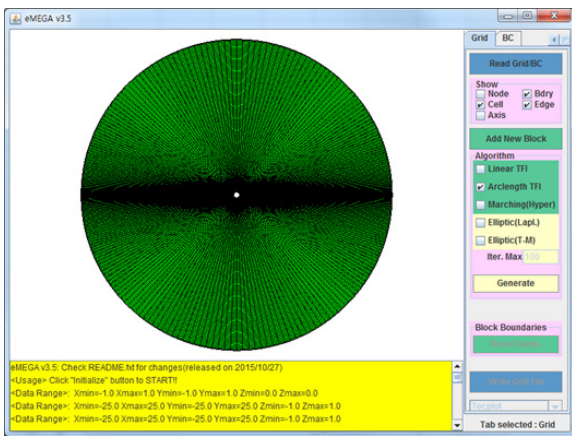 eMEGA v3.5
Grid BC
Read Grid/BC
Show
Node Bdry
Cell Edge
Axis
Add New Block
Algorithm
Linear TFI
Arclength TFI
Marching(Hyper)
Elliptic(Lapl.)
Elliptic(T-M)
Iter. Max 100
Generate
Block Boundaries
Write Grid File
Tecplot
Tab selected : Grid
eMEGA v3.5: Check README.txt for changes(released on 2015/10/27)
<Usage> Click "Initialize" button to START!!
<Data Range>: Xmin=-1.0 Xmax=1.0 Ymin=-1.0 Ymax=1.0 Zmin=0.0 Zmax=0.0
<Data Range>: Xmin=-25.0 Xmax=25.0 Ymin=-25.0 Ymax=25.0 Zmin=-1.0 Zmax=1.0
<Data Range>: Xmin=-25.0 Xmax=25.0 Ymin=-25.0 Ymax=25.0 Zmin=-1.0 Zmax=1.0